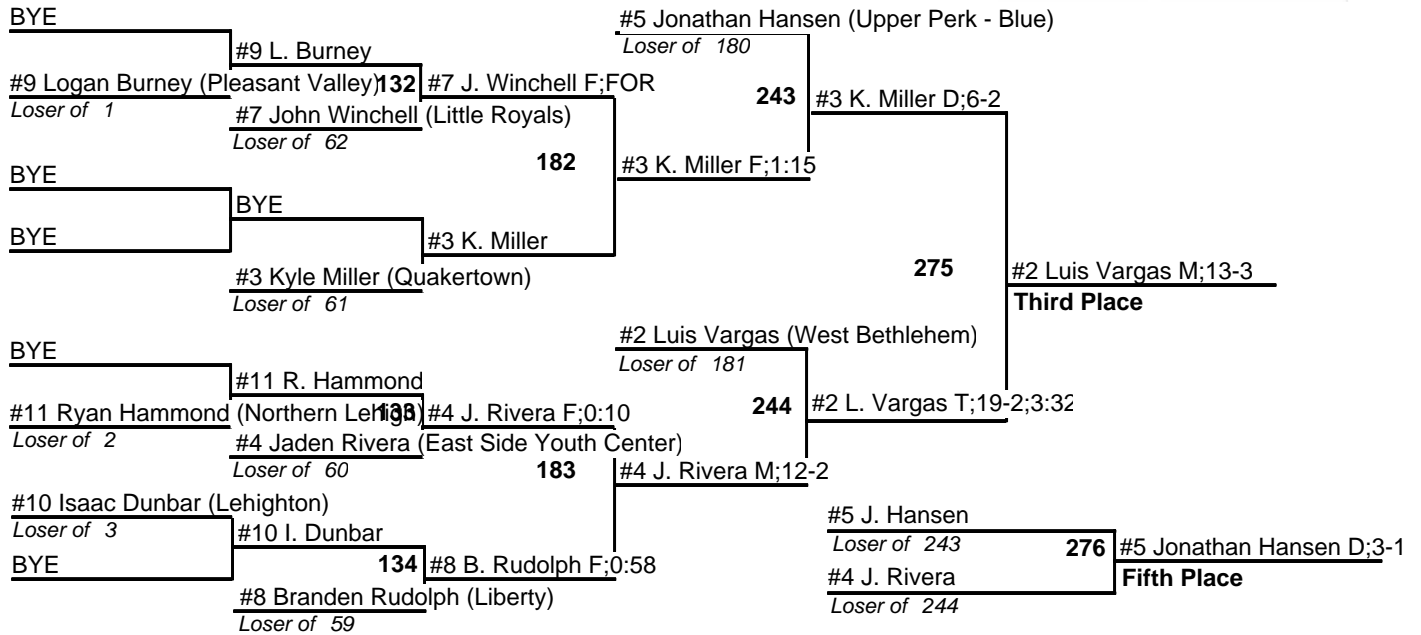 BYE
#5 Jonathan Hansen (Upper Perk - Blue)
#9 L. Burney
Loser of 180
#9 Logan Burney (Pleasant Valley)
132
#7 J. Winchell F;FOR
243
#3 K. Miller D;6-2
Loser of 1
#7 John Winchell (Little Royals)
Loser of 62
182
#3 K. Miller F;1:15
BYE
BYE
BYE
#3 K. Miller
#3 Kyle Miller (Quakertown)
Loser of 61
275
#2 Luis Vargas M;13-3
Third Place
#2 Luis Vargas (West Bethlehem)
Loser of 181
BYE
#11 R. Hammond
#11 Ryan Hammond (Northern Lehigh)
133
#4 J. Rivera F;0:10
244
#2 L. Vargas T;19-2;3:32
Loser of 2
#4 Jaden Rivera (East Side Youth Center)
Loser of 60
183
#4 J. Rivera M;12-2
#10 Isaac Dunbar (Lehighton)
Loser of 3
#10 I. Dunbar
BYE
134
#8 B. Rudolph F;0:58
#8 Branden Rudolph (Liberty)
Loser of 59
#5 J. Hansen
Loser of 243
276
#5 Jonathan Hansen D;3-1
Fifth Place
#4 J. Rivera
Loser of 244